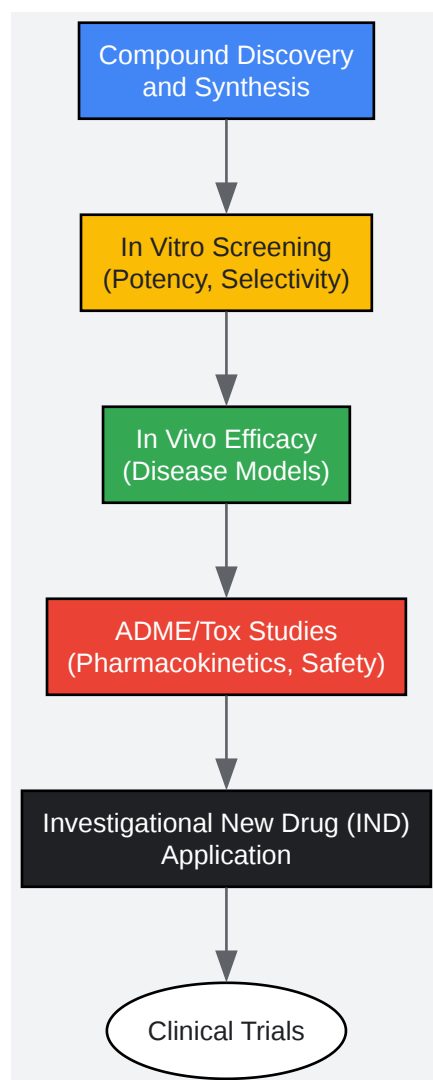 Compound Discovery
and Synthesis
In Vitro Screening
(Potency, Selectivity)
In Vivo Efficacy
(Disease Models)
ADME/Tox Studies
(Pharmacokinetics, Safety)
Investigational New Drug (IND)
Application
Clinical Trials